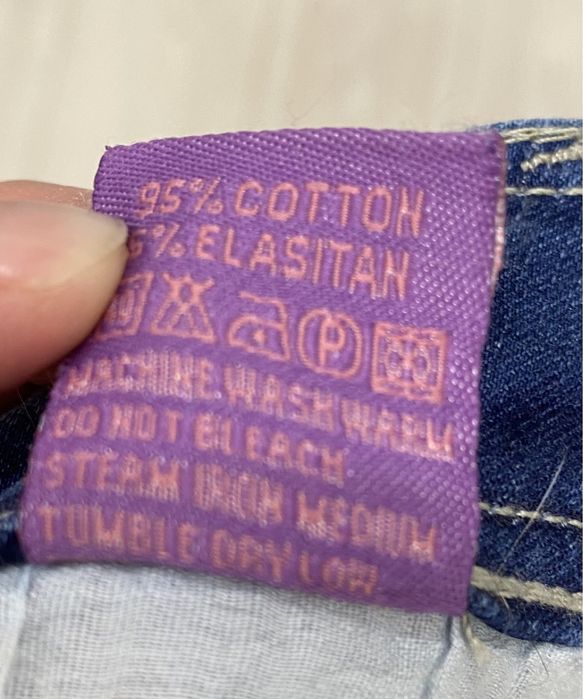 95% COTTON
5% ELASITAN
P
MACHINE WASH WARM
DO NOT BLEACH
STEAM IRON MEDIUM
TUMBLE DRY LOW